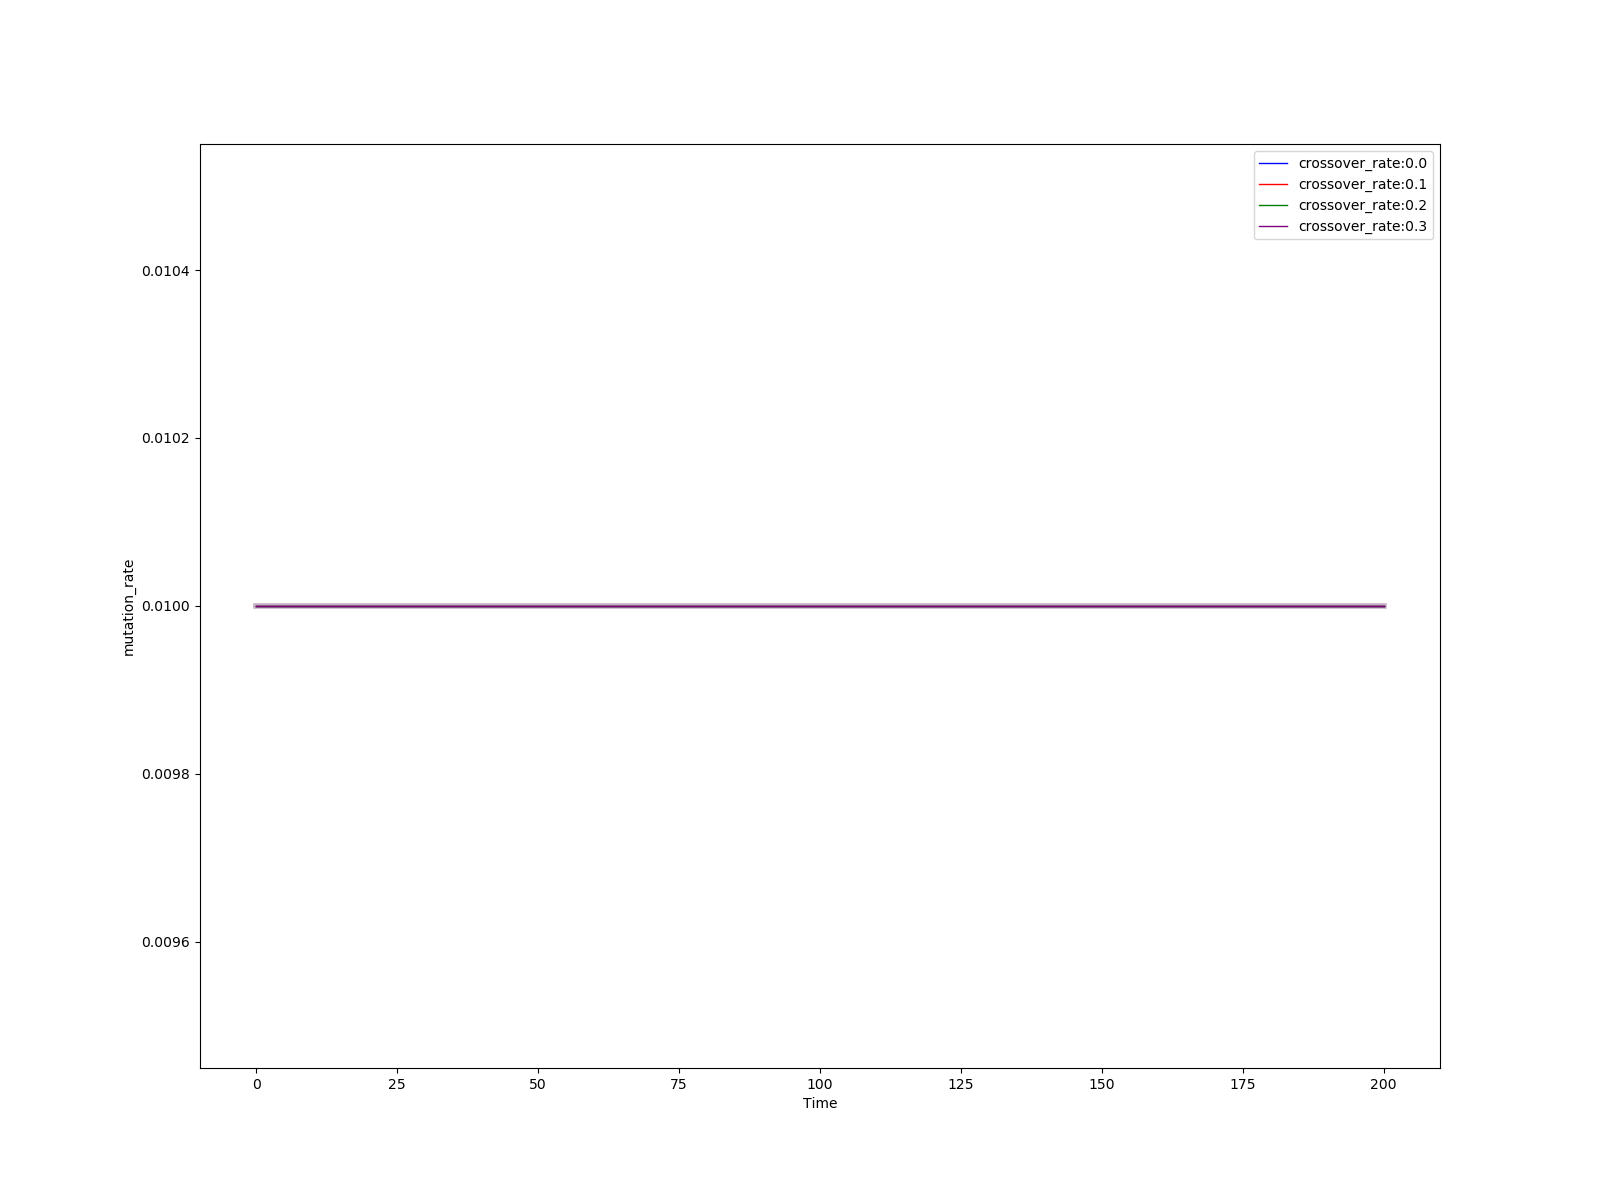 crossover_rate:0.0
crossover_rate:0.1
crossover_rate:0.2
crossover_rate:0.3
0.0104
0.0102
0.0100
0.0098
0.0096
mutation_rate
0 25 50 75 100 125 150 175 200
Time